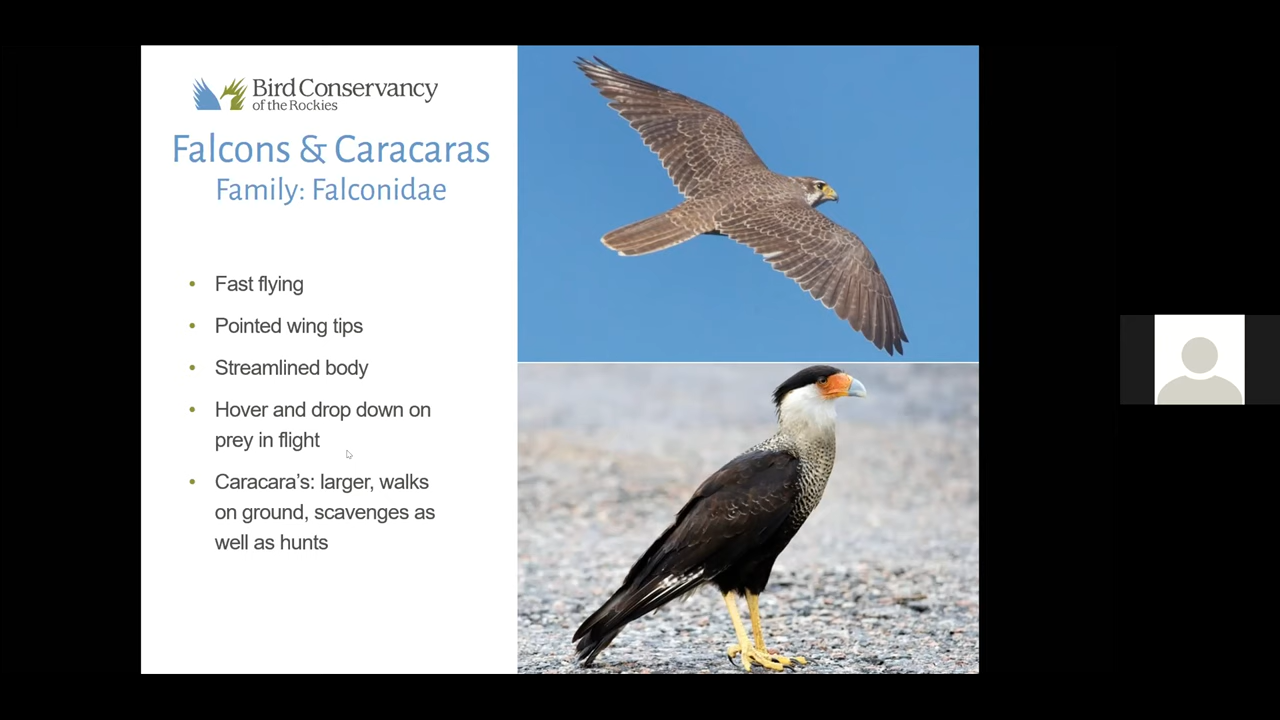 Bird Conservancy
of the Rockies
Falcons & Caracaras
Family: Falconidae
• Fast flying
• Pointed wing tips
• Streamlined body
• Hover and drop down on
prey in flight
• Caracara's: larger, walks
on ground, scavenges as
well as hunts